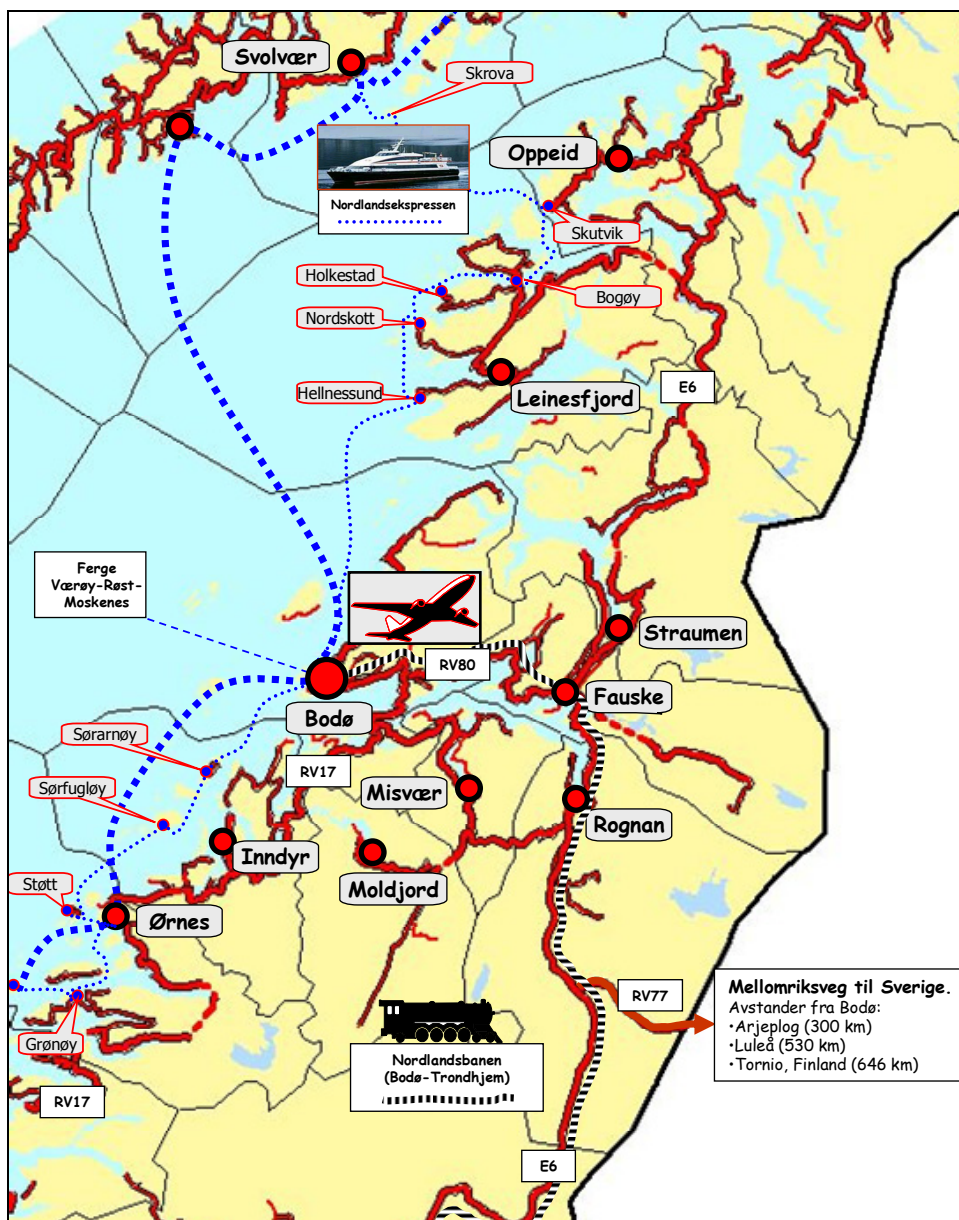 Svolvær
Skrova
Oppeid
Nordlandsekspressen
Skutvik
Holkestad
Bogøy
Nordskott
Hellnessund
Leinesfjord
E6
Ferge
Værøy-Røst-
Moskenes
Straumen
RV80
Fauske
Bodø
Sørarnøy
RV17
Misvær
Sørfugløy
Rognan
Inndyr
Moldjord
Støtt
Ørnes
Mellomriksveg til Sverige.
Avstander fra Bodø:
•Arjeplog (300 km)
•Luleå (530 km)
•Tornio, Finland (646 km)
RV77
Grønøy
Nordlandsbanen
(Bodø-Trondhjem)
RV17
E6